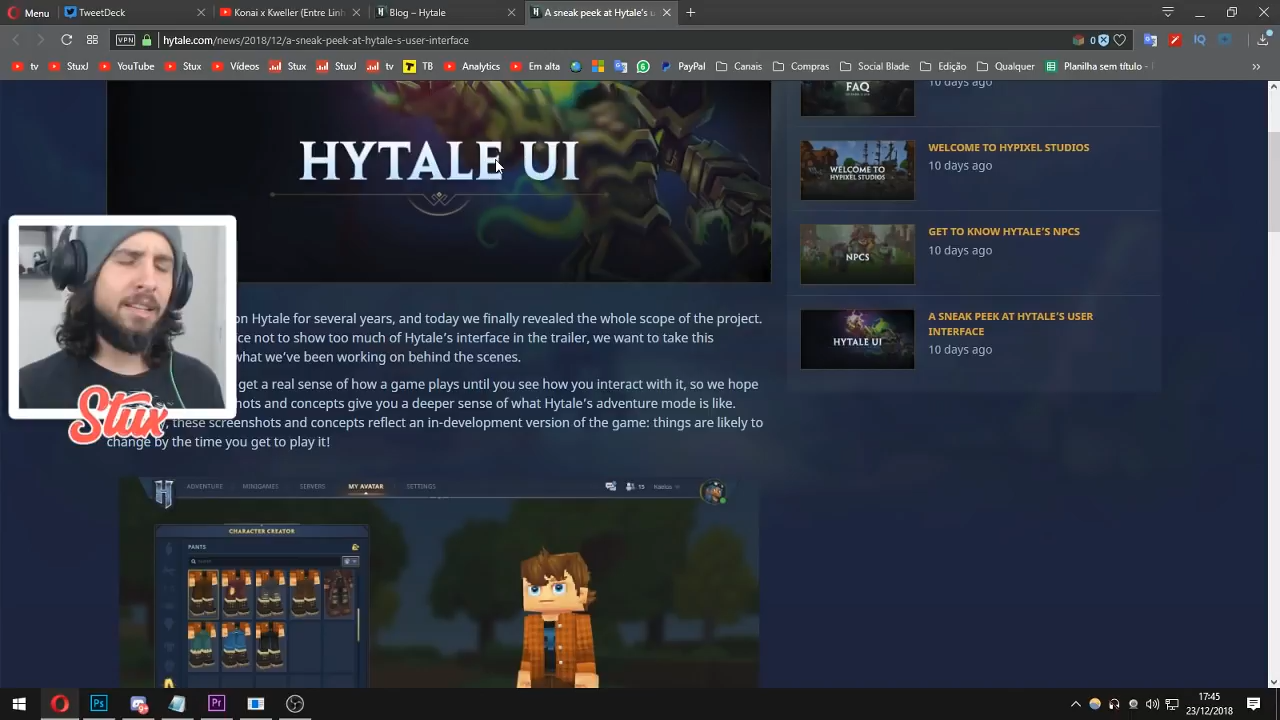 Menu
TweetDeck
Konai x Kweller (Entre Linh
Blog – Hytale
A sneak peek at Hytale's u
VPN
hytale.com/news/2018/12/a-sneak-peek-at-hytale-s-user-interface
0
tv
StuxJ
YouTube
Stux
Vídeos
Stux
StuxJ
tv
TB
Analytics
Em alta
PayPal
Canais
Compras
Social Blade
Edição
Qualquer
Planilha sem título -
HYTALE UI
FAQ
10 days ago
WELCOME TO HYPIXEL STUDIOS
WELCOME TO HYPIXEL STUDIOS
10 days ago
NPCS
GET TO KNOW HYTALE'S NPCS
10 days ago
HYTALE UI
A SNEAK PEEK AT HYTALE'S USER
INTERFACE
10 days ago
on Hytale for several years, and today we finally revealed the whole scope of the project.
ce not to show too much of Hytale's interface in the trailer, we want to take this
what we've been working on behind the scenes.
get a real sense of how a game plays until you see how you interact with it, so we hope
hots and concepts give you a deeper sense of what Hytale's adventure mode is like.
, these screenshots and concepts reflect an in-development version of the game: things are likely to
change by the time you get to play it!
Stux
ADVENTURE MINIGAMES SERVERS MY AVATAR SETTINGS
15
CHARACTER CREATOR
PANTS
17:45
23/12/2018